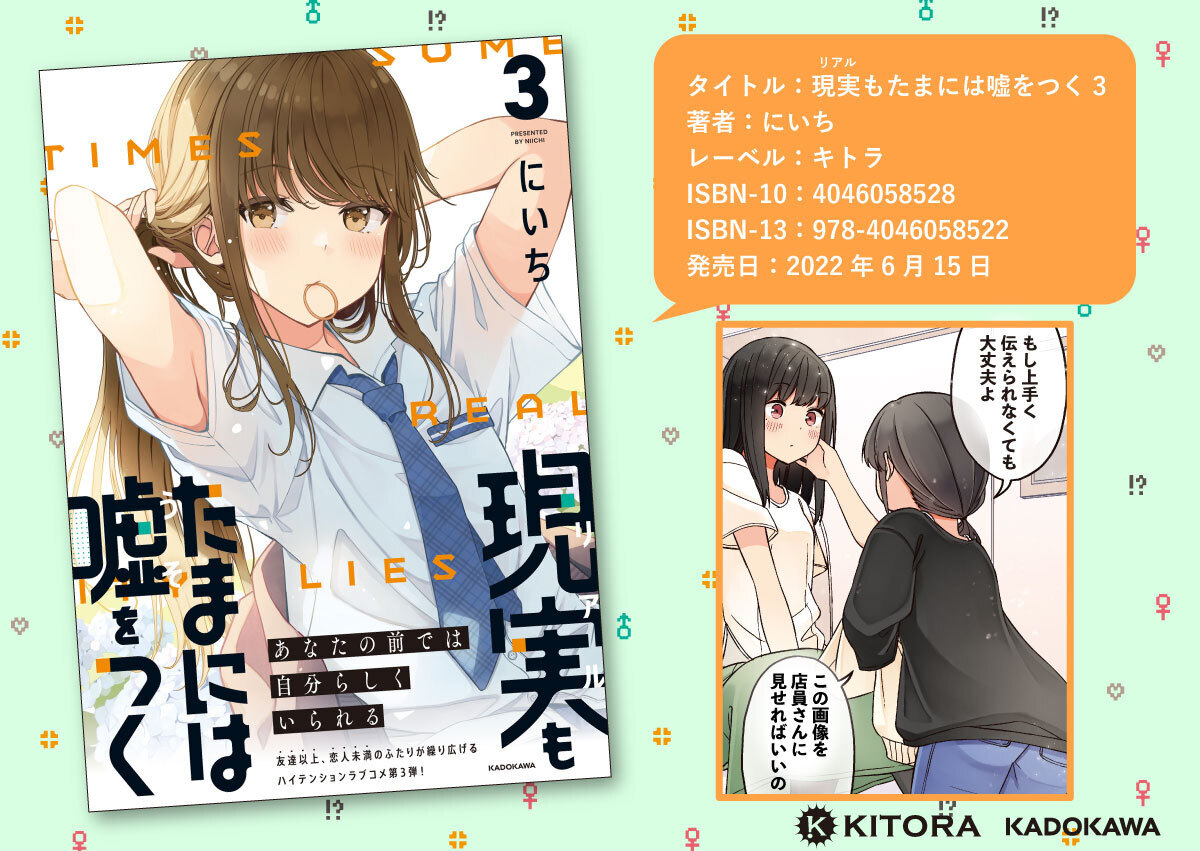 SOME
TIMES
REAL
ITY
LIES
3
PRESENTED
BY NIICHI
にいち
現実も
リアル
たまには
嘘をつく
うそ
あなたの前では
自分らしく
いられる
友達以上、恋人未満のふたりが繰り広げる
ハイテンションラブコメ第3弾！
KADOKAWA
リアル
タイトル：現実もたまには嘘をつく 3
著者：にいち
レーベル：キトラ
ISBN-10：4046058528
ISBN-13：978-4046058522
発売日：2022 年 6 月 15 日
もし上手く
伝えられなくても
大丈夫よ
この画像を
店員さんに
見せればいいの
!?
!?
!?
!?
!?
K KITORA
KADOKAWA